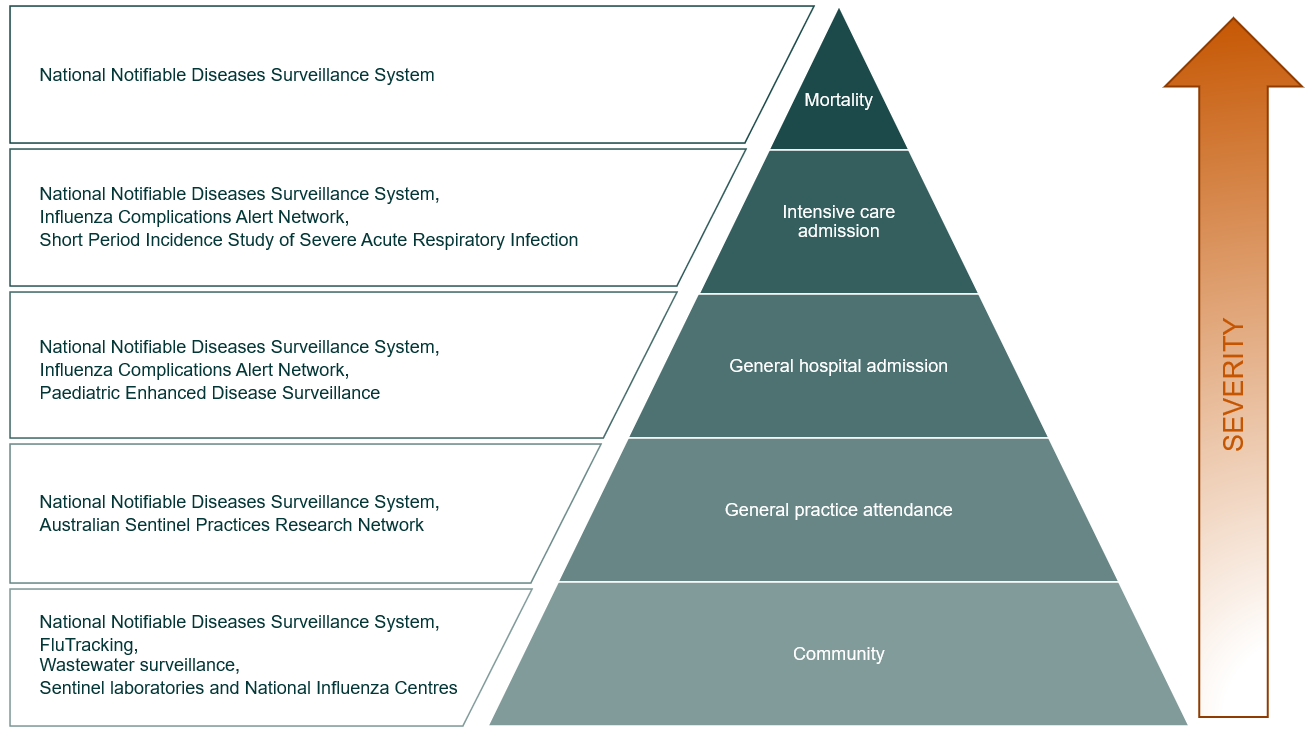 National Notifiable Diseases Surveillance System
Mortality
National Notifiable Diseases Surveillance System,
Influenza Complications Alert Network,
Short Period Incidence Study of Severe Acute Respiratory Infection
Intensive care
admission
National Notifiable Diseases Surveillance System,
Influenza Complications Alert Network,
Paediatric Enhanced Disease Surveillance
General hospital admission
National Notifiable Diseases Surveillance System,
Australian Sentinel Practices Research Network
General practice attendance
National Notifiable Diseases Surveillance System,
FluTracking,
Wastewater surveillance,
Sentinel laboratories and National Influenza Centres
Community
SEVERITY